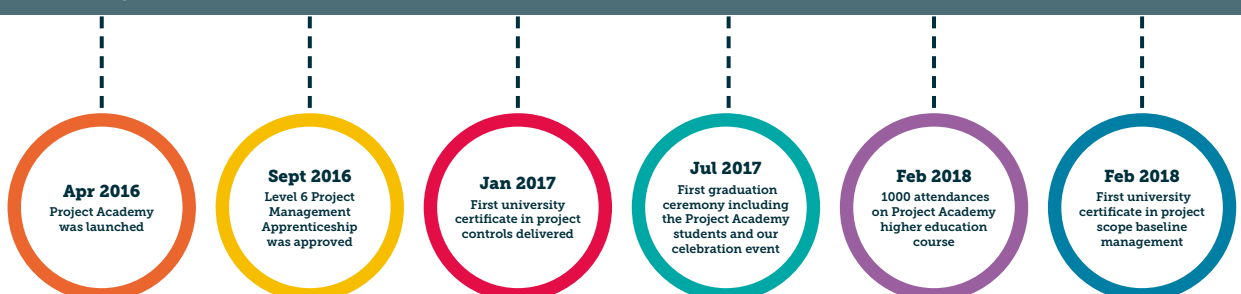 Apr 2016
Project Academy
was launched
Sept 2016
Level 6 Project
Management
Apprenticeship
was approved
Jan 2017
First university
certificate in project
controls delivered
Jul 2017
First graduation
ceremony including
the Project Academy
students and our
celebration event
Feb 2018
1000 attendances
on Project Academy
higher education
course
Feb 2018
First university
certificate in project
scope baseline
management